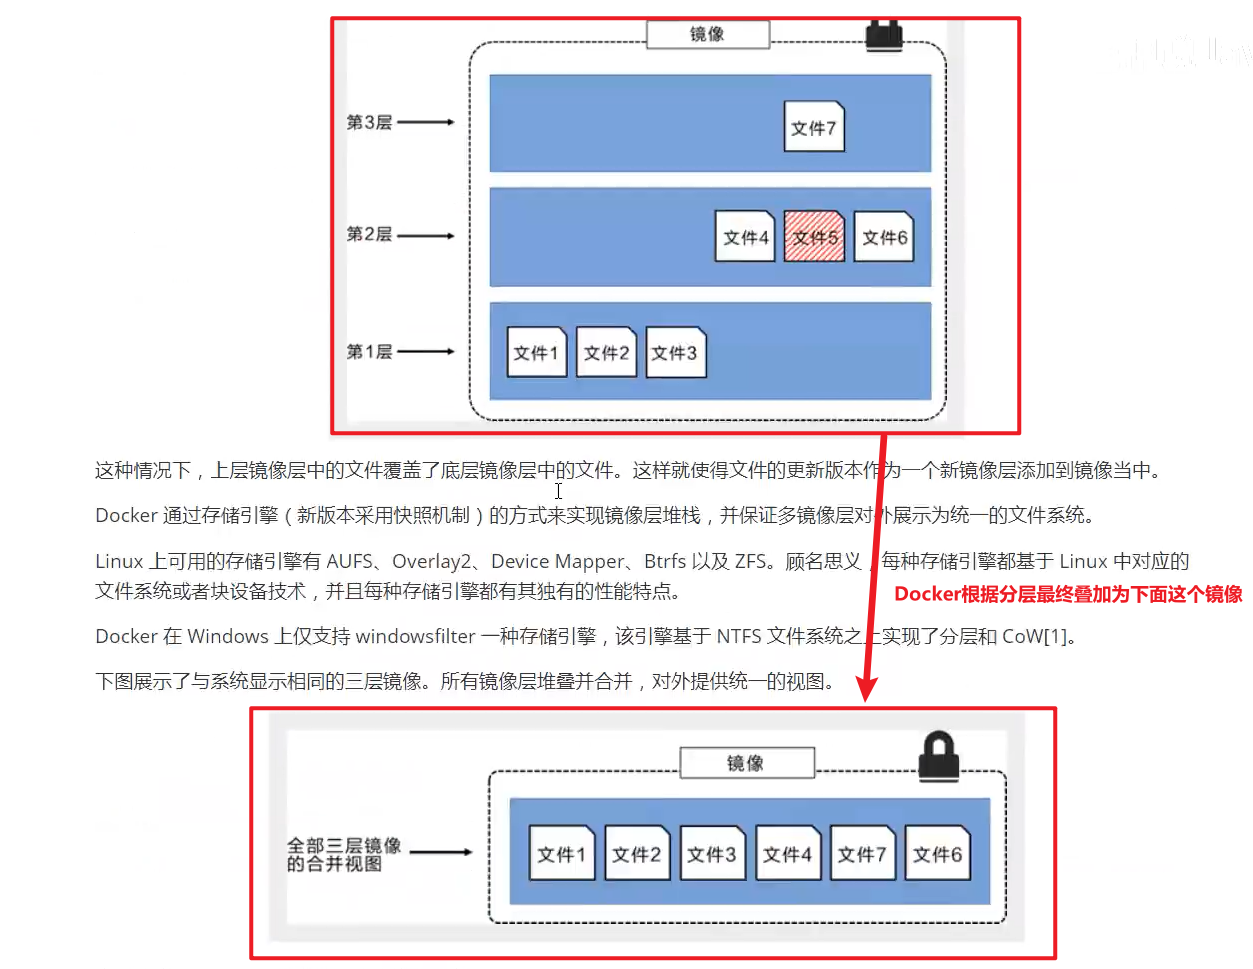 镜像
第3层
文件7
第2层
文件4 文件5 文件6
第1层
文件1 文件2 文件3
这种情况下，上层镜像层中的文件覆盖了底层镜像层中的文件。这样就使得文件的更新版本作为一个新镜像层添加到镜像当中。
Docker 通过存储引擎（新版本采用快照机制）的方式来实现镜像层堆栈，并保证多镜像层对外展示为统一的文件系统。
Linux 上可用的存储引擎有 AUFS、Overlay2、Device Mapper、Btrfs 以及 ZFS。顾名思义，每种存储引擎都基于 Linux 中对应的
文件系统或者块设备技术，并且每种存储引擎都有其独有的性能特点。
Docker根据分层最终叠加为下面这个镜像
Docker 在 Windows 上仅支持 windowsfilter 一种存储引擎，该引擎基于 NTFS 文件系统之上实现了分层和 CoW[1]。
下图展示了与系统显示相同的三层镜像。所有镜像层堆叠并合并，对外提供统一的视图。
镜像
全部三层镜像
的合并视图
文件1 文件2 文件3 文件4 文件7 文件6